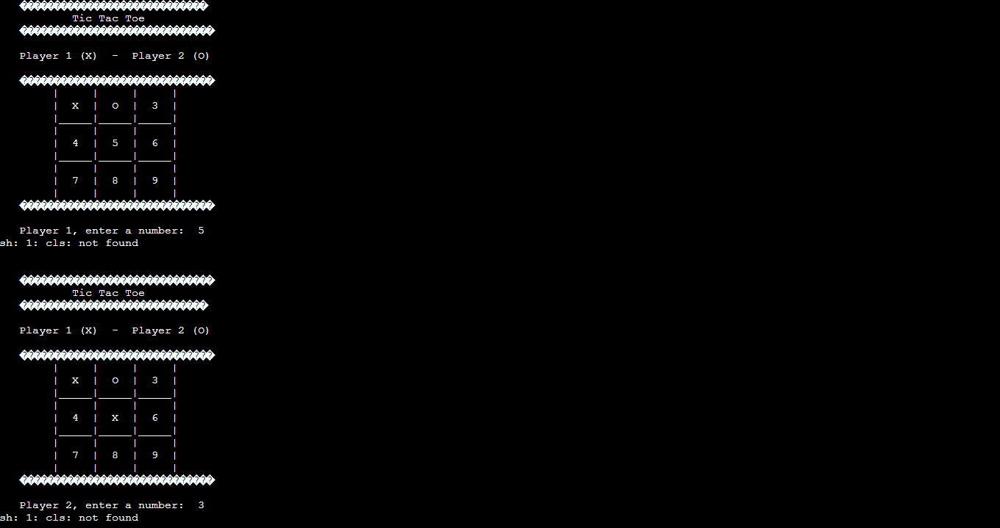 ������������������������������
Tic Tac Toe
������������������������������
Player 1 (X)  -  Player 2 (O)
������������������������������
|     |     |     |
|  X  |  O  |  3  |
|_____|_____|_____|
|     |     |     |
|  4  |  5  |  6  |
|_____|_____|_____|
|     |     |     |
|  7  |  8  |  9  |
|     |     |     |
������������������������������
Player 1, enter a number:  5
sh: 1: cls: not found
������������������������������
Tic Tac Toe
������������������������������
Player 1 (X)  -  Player 2 (O)
������������������������������
|     |     |     |
|  X  |  O  |  3  |
|_____|_____|_____|
|     |     |     |
|  4  |  X  |  6  |
|_____|_____|_____|
|     |     |     |
|  7  |  8  |  9  |
|     |     |     |
������������������������������
Player 2, enter a number:  3
sh: 1: cls: not found